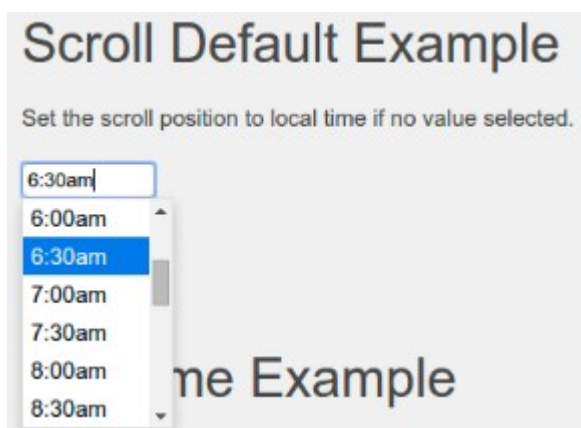 Scroll Default Example
Set the scroll position to local time if no value selected.
6:30am
6:00am
6:30am
7:00am
7:30am
8:00am
8:30am
me Example